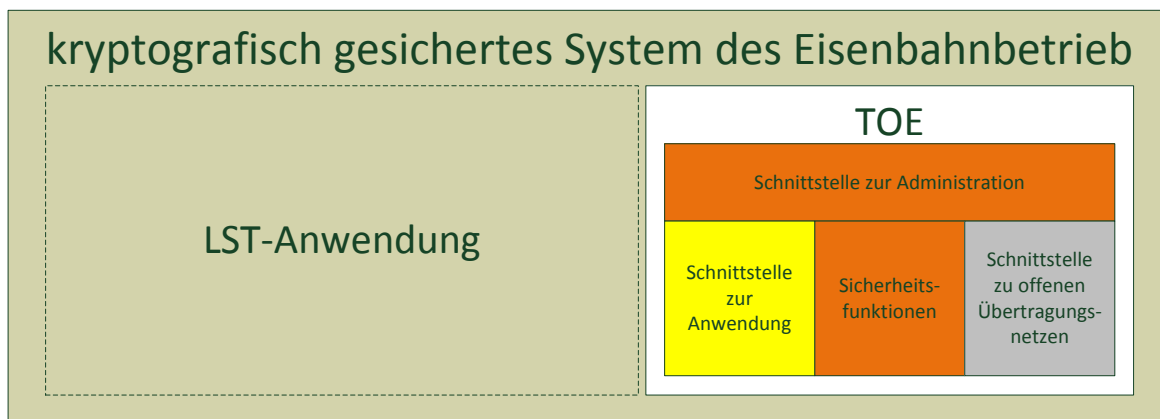 kryptografisch gesichertes System des Eisenbahnbetrieb
LST-Anwendung
TOE
Schnittstelle zur Administration
Schnittstelle
zur
Anwendung
Sicherheits-
funktionen
Schnittstelle
zu offenen
Übertragungs-
netzen